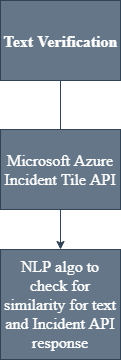 Text Verification
Microsoft Azure
Incident Tile API
NLP algo to
check for
similarity for text
and Incident API
response